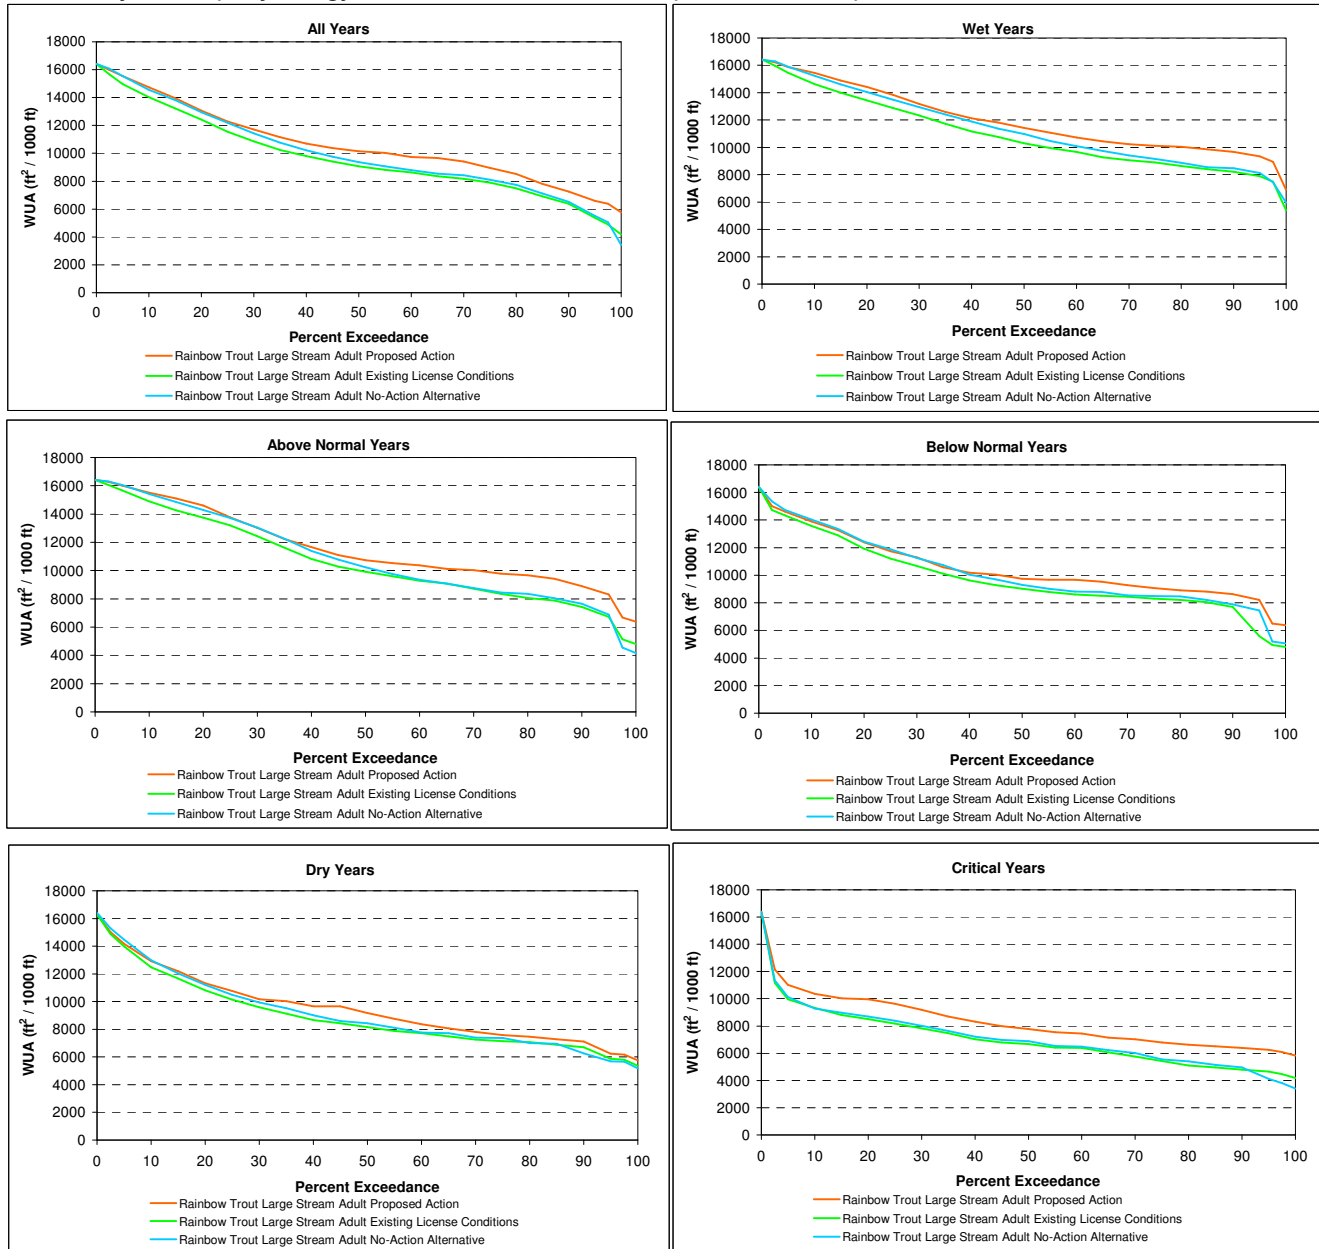 All Years
18000
16000
14000
12000
10000
8000
6000
4000
2000
0
WUA (ft² / 1000 ft)
0 10 20 30 40 50 60 70 80 90 100
Percent Exceedance
Rainbow Trout Large Stream Adult Proposed Action
Rainbow Trout Large Stream Adult Existing License Conditions
Rainbow Trout Large Stream Adult No-Action Alternative
Wet Years
18000
16000
14000
12000
10000
8000
6000
4000
2000
0
WUA (ft² / 1000 ft)
0 10 20 30 40 50 60 70 80 90 100
Percent Exceedance
Rainbow Trout Large Stream Adult Proposed Action
Rainbow Trout Large Stream Adult Existing License Conditions
Rainbow Trout Large Stream Adult No-Action Alternative
Above Normal Years
18000
16000
14000
12000
10000
8000
6000
4000
2000
0
WUA (ft² / 1000 ft)
0 10 20 30 40 50 60 70 80 90 100
Percent Exceedance
Rainbow Trout Large Stream Adult Proposed Action
Rainbow Trout Large Stream Adult Existing License Conditions
Rainbow Trout Large Stream Adult No-Action Alternative
Below Normal Years
18000
16000
14000
12000
10000
8000
6000
4000
2000
0
WUA (ft² / 1000 ft)
0 10 20 30 40 50 60 70 80 90 100
Percent Exceedance
Rainbow Trout Large Stream Adult Proposed Action
Rainbow Trout Large Stream Adult Existing License Conditions
Rainbow Trout Large Stream Adult No-Action Alternative
Dry Years
18000
16000
14000
12000
10000
8000
6000
4000
2000
0
WUA (ft² / 1000 ft)
0 10 20 30 40 50 60 70 80 90 100
Percent Exceedance
Rainbow Trout Large Stream Adult Proposed Action
Rainbow Trout Large Stream Adult Existing License Conditions
Rainbow Trout Large Stream Adult No-Action Alternative
Critical Years
18000
16000
14000
12000
10000
8000
6000
4000
2000
0
WUA (ft² / 1000 ft)
0 10 20 30 40 50 60 70 80 90 100
Percent Exceedance
Rainbow Trout Large Stream Adult Proposed Action
Rainbow Trout Large Stream Adult Existing License Conditions
Rainbow Trout Large Stream Adult No-Action Alternative